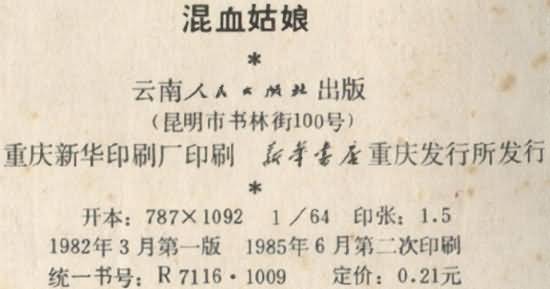 混血姑娘
*
云南人民出版社出版
(昆明市书林街100号)
重庆新华印刷厂印刷 新华书店重庆发行所发行
*
开本: 787×1092 1/64 印张: 1.5
1982年3月第一版 1985年6月第二次印刷
统一书号: R7116·1009 定价: 0.21元